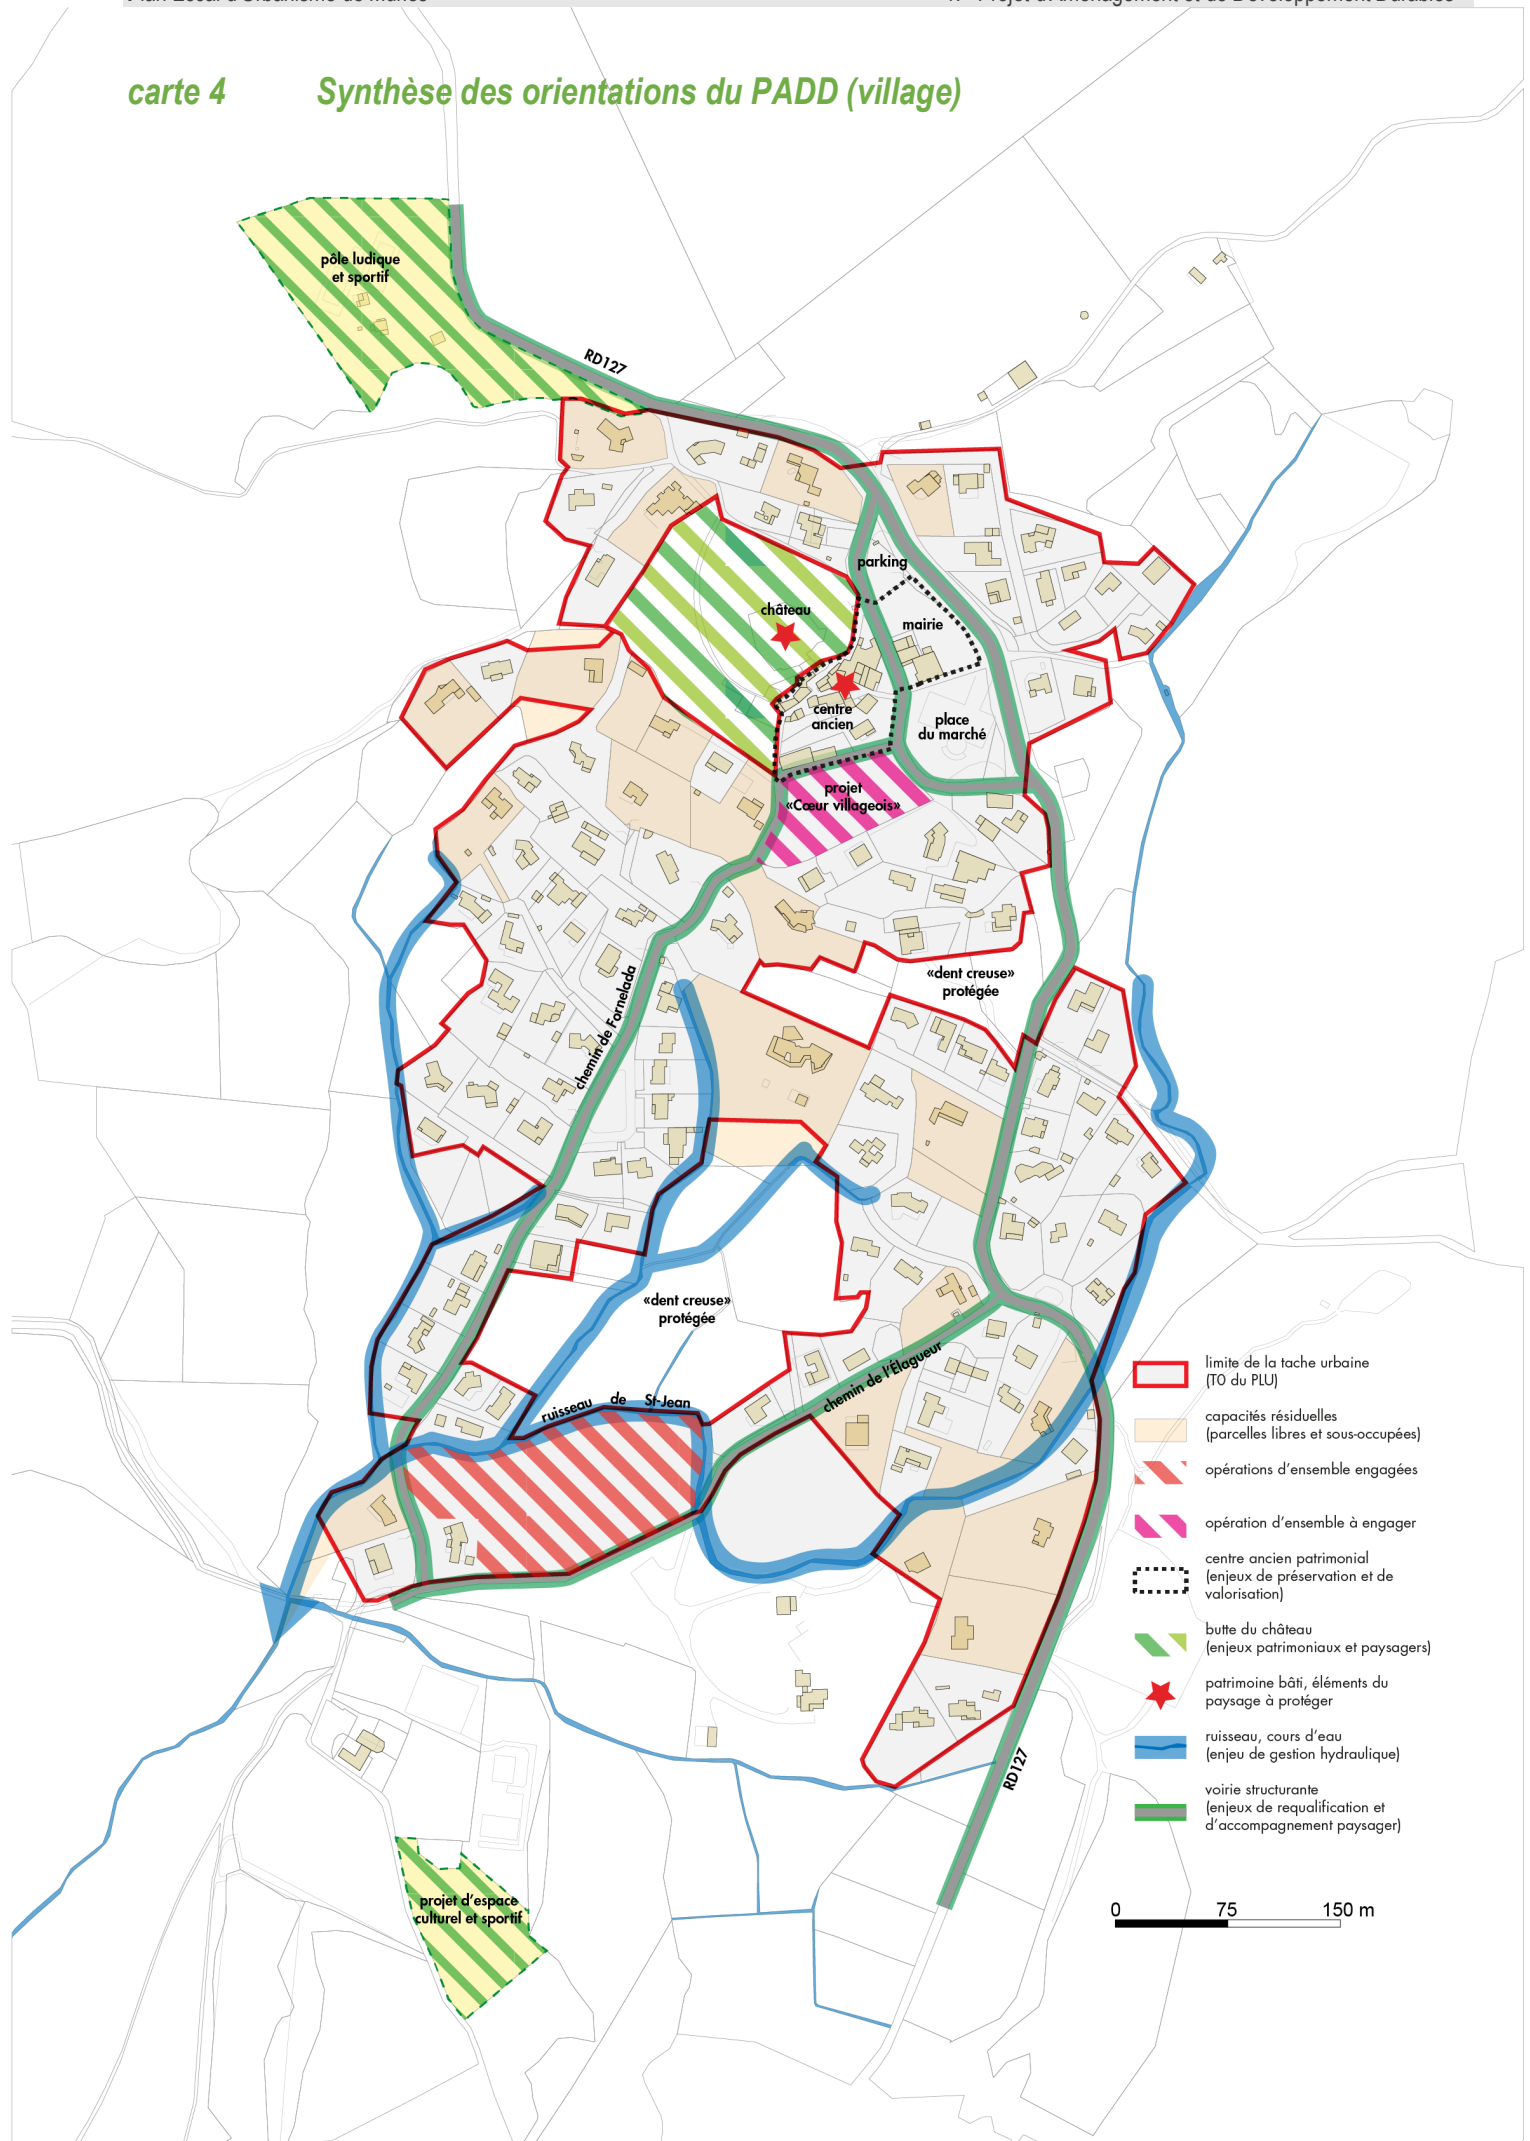 carte 4 Synthèse des orientations du PADD (village)
pôle ludique
et sportif
RD127
parking
château
mairie
centre
ancien
place
du marché
projet
«Cœur villageois»
«dent creuse»
protégée
chemin de Fornelada
«dent creuse»
protégée
chemin de l'Élagueur
ruisseau de St-Jean
limite de la tache urbaine
(T0 du PLU)
capacités résiduelles
(parcelles libres et sous-occupées)
opérations d'ensemble engagées
opération d'ensemble à engager
centre ancien patrimonial
(enjeux de préservation et de
valorisation)
butte du château
(enjeux patrimoniaux et paysagers)
patrimoine bâti, éléments du
paysage à protéger
ruisseau, cours d'eau
(enjeu de gestion hydraulique)
voirie structurante
(enjeux de requalification et
d'accompagnement paysager)
RD127
projet d'espace
culturel et sportif
0 75 150 m